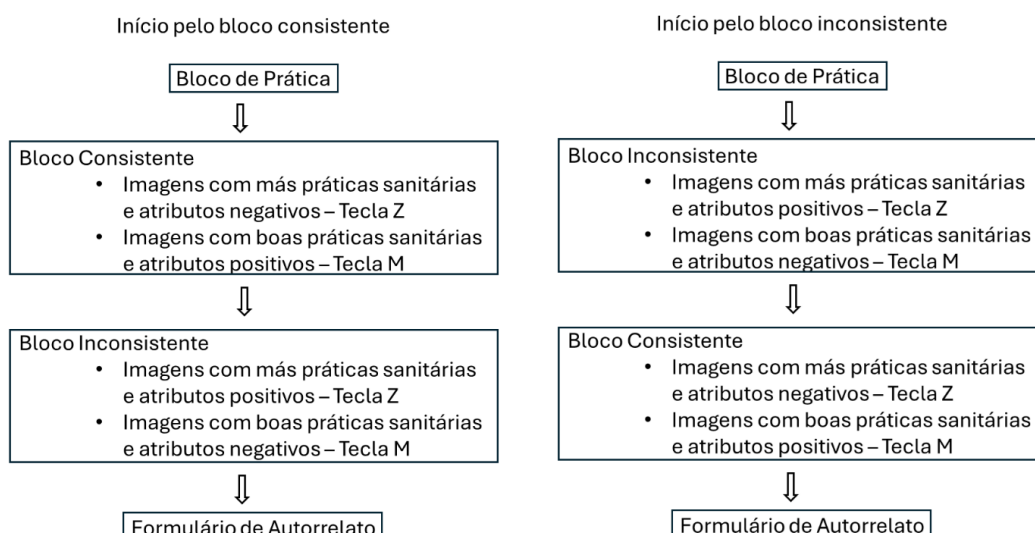 Início pelo bloco consistente
Bloco de Prática
Bloco Consistente
• Imagens com más práticas sanitárias
e atributos negativos – Tecla Z
• Imagens com boas práticas sanitárias
e atributos positivos – Tecla M
Bloco Inconsistente
• Imagens com más práticas sanitárias
e atributos positivos – Tecla Z
• Imagens com boas práticas sanitárias
e atributos negativos – Tecla M
Formulário de Autorrelato
Início pelo bloco inconsistente
Bloco de Prática
Bloco Inconsistente
• Imagens com más práticas sanitárias
e atributos positivos – Tecla Z
• Imagens com boas práticas sanitárias
e atributos negativos – Tecla M
Bloco Consistente
• Imagens com más práticas sanitárias
e atributos negativos – Tecla Z
• Imagens com boas práticas sanitárias
e atributos positivos – Tecla M
Formulário de Autorrelato